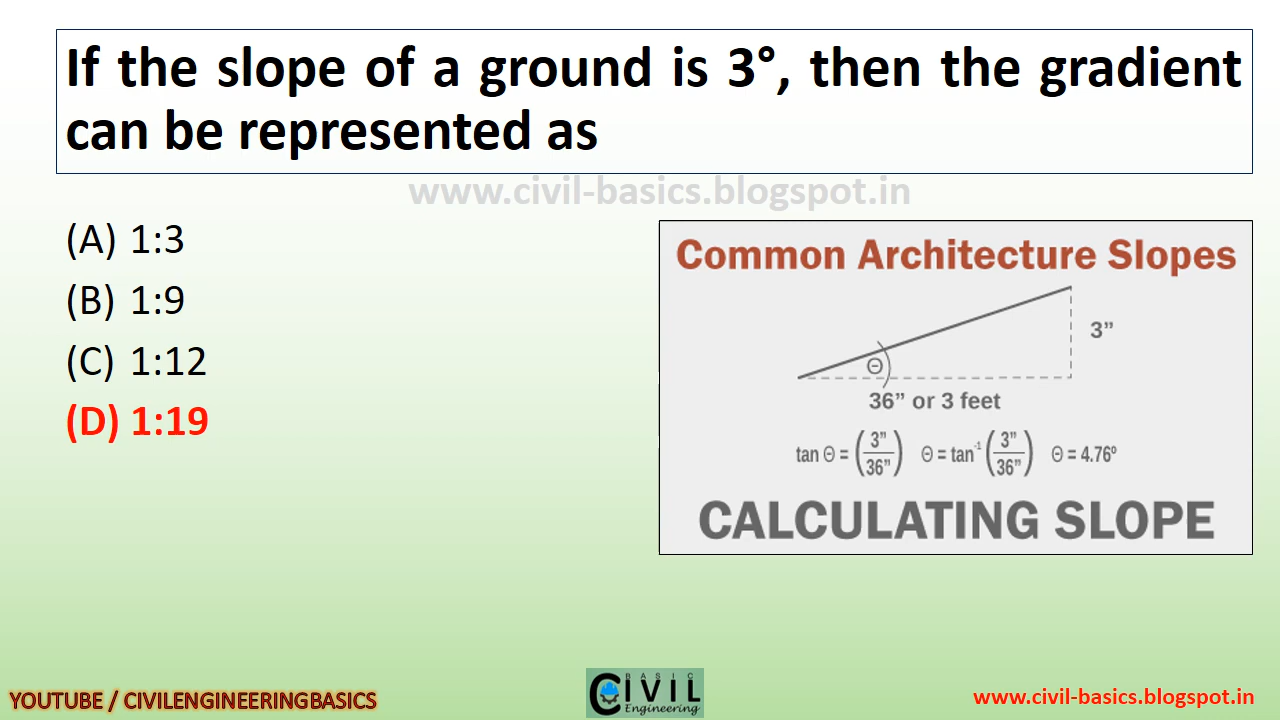 If the slope of a ground is 3°, then the gradient
can be represented as
www.civil-basics.blogspot.in
(A) 1:3
(B) 1:9
(C) 1:12
(D) 1:19
Common Architecture Slopes
3”
Θ
36” or 3 feet
tan Θ = (3”/36”) Θ = tan⁻¹ (3”/36”) Θ = 4.76º
CALCULATING SLOPE
YOUTUBE / CIVILENGINEERINGBASICS
BASIC
CIVIL
Engineering
www.civil-basics.blogspot.in